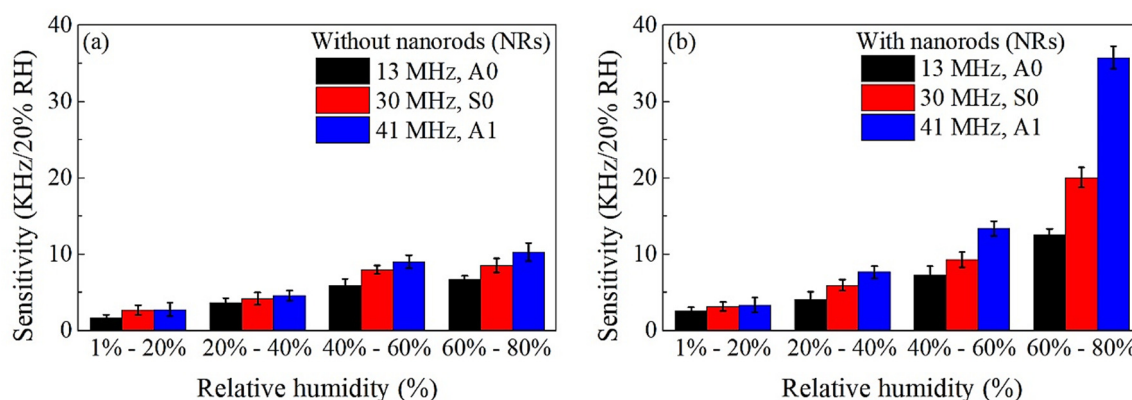 (a)
Without nanorods (NRs)
13 MHz, A0
30 MHz, S0
41 MHz, A1
Sensitivity (KHz/20% RH)
40
30
20
10
0
1% - 20%
20% - 40%
40% - 60%
60% - 80%
Relative humidity (%)
(b)
With nanorods (NRs)
13 MHz, A0
30 MHz, S0
41 MHz, A1
Sensitivity (KHz/20% RH)
40
30
20
10
0
1% - 20%
20% - 40%
40% - 60%
60% - 80%
Relative humidity (%)